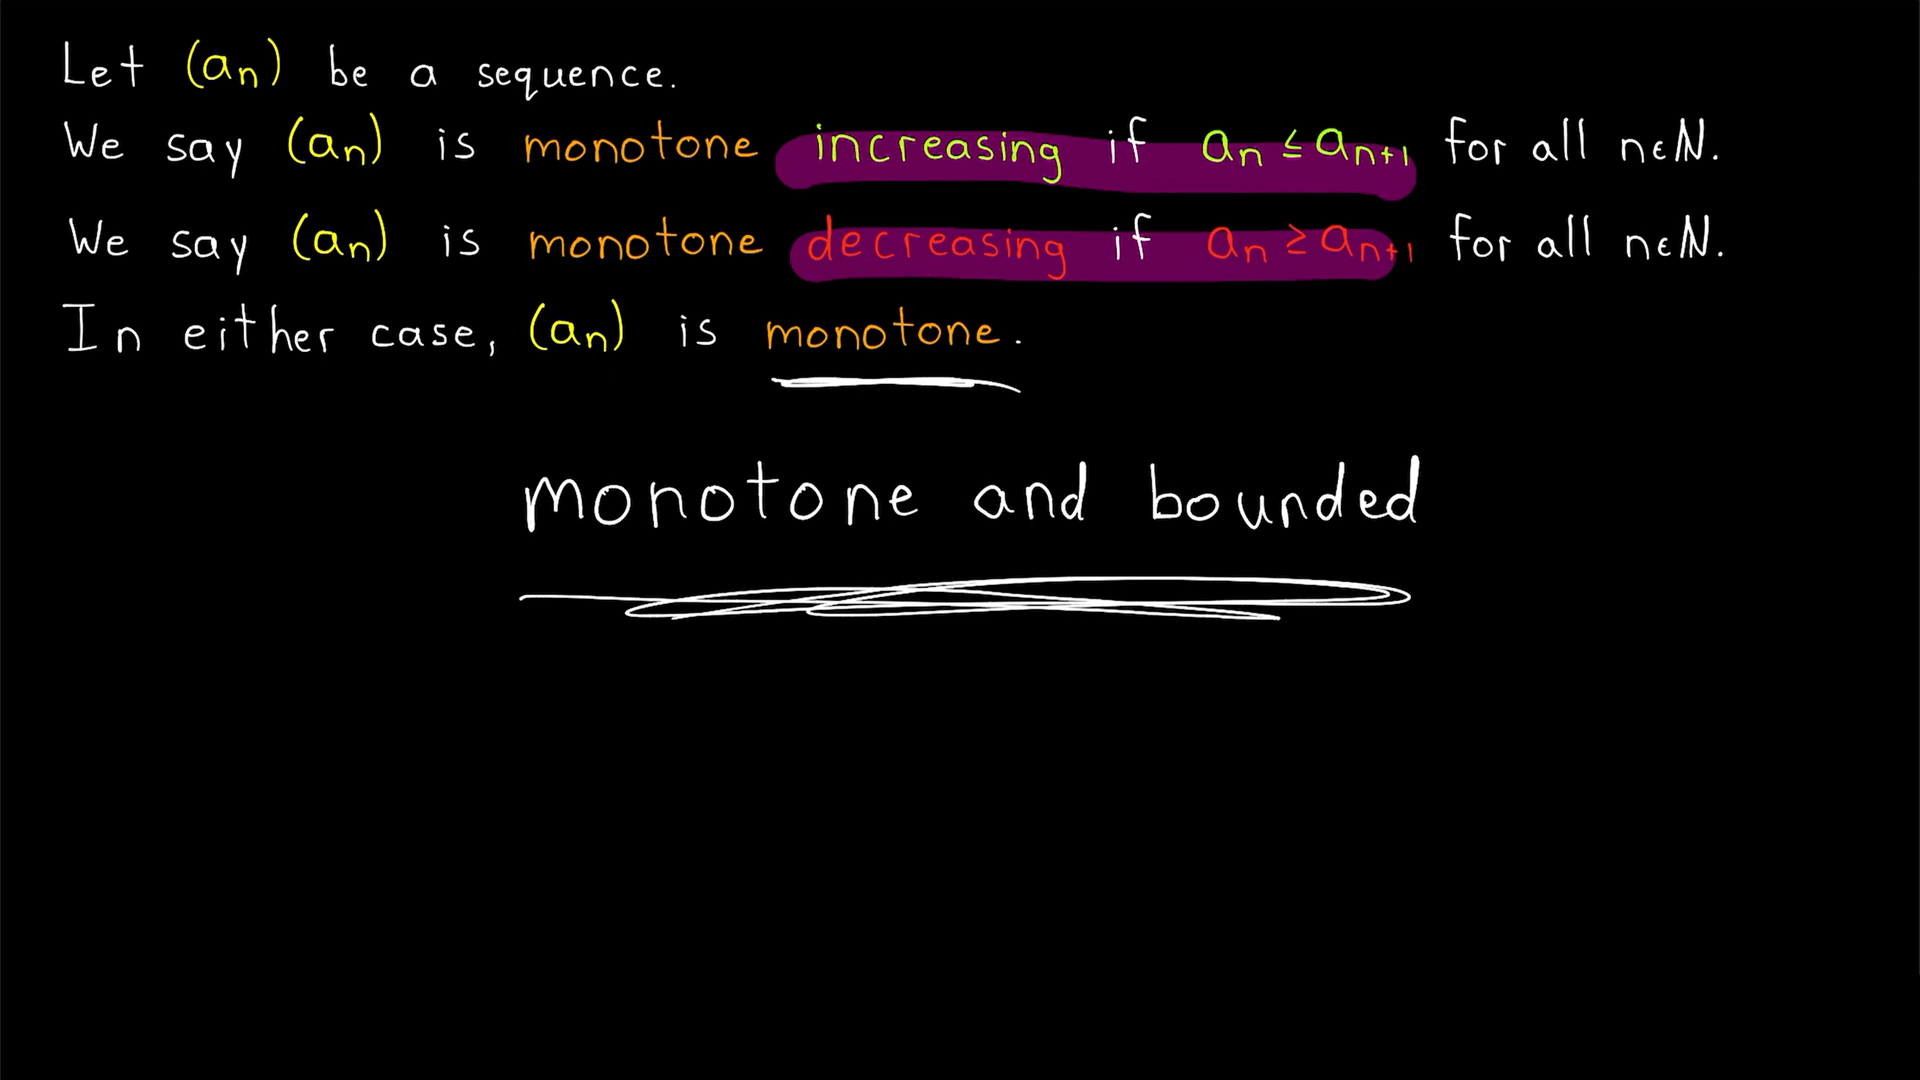 Let (aₙ) be a sequence.
We say (aₙ) is monotone increasing if aₙ ≤ aₙ₊₁ for all n∈ℕ.
We say (aₙ) is monotone decreasing if aₙ ≥ aₙ₊₁ for all n∈ℕ.
In either case, (aₙ) is monotone.
monotone and bounded